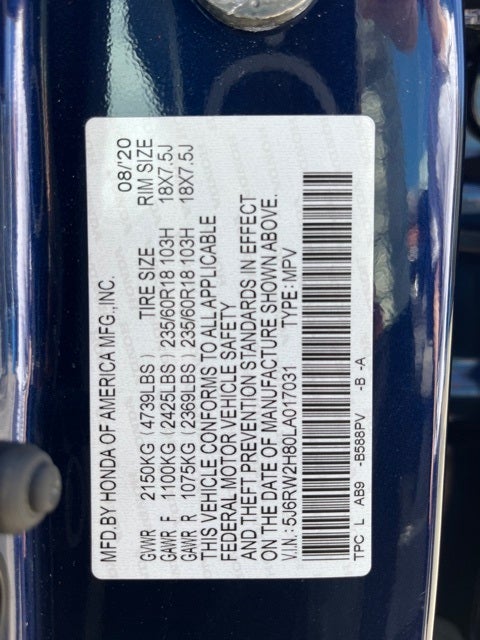 MFD.BY HONDA OF AMERICA MFG.,INC. 08/'20
GVWR 2150KG (4739LBS) TIRE SIZE RIM SIZE
GAWR F 1100KG (2425LBS) 235/60R18 103H 18X7.5J
GAWR R 1075KG (2369LBS) 235/60R18 103H 18X7.5J
THIS VEHICLE CONFORMS TO ALL APPLICABLE
FEDERAL MOTOR VEHICLE SAFETY
AND THEFT PREVENTION STANDARDS IN EFFECT
ON THE DATE OF MANUFACTURE SHOWN ABOVE.
V.I.N.: 5J6RW2H80LA017031 TYPE: MPV
TPC L AB9 -B588PV -B -A